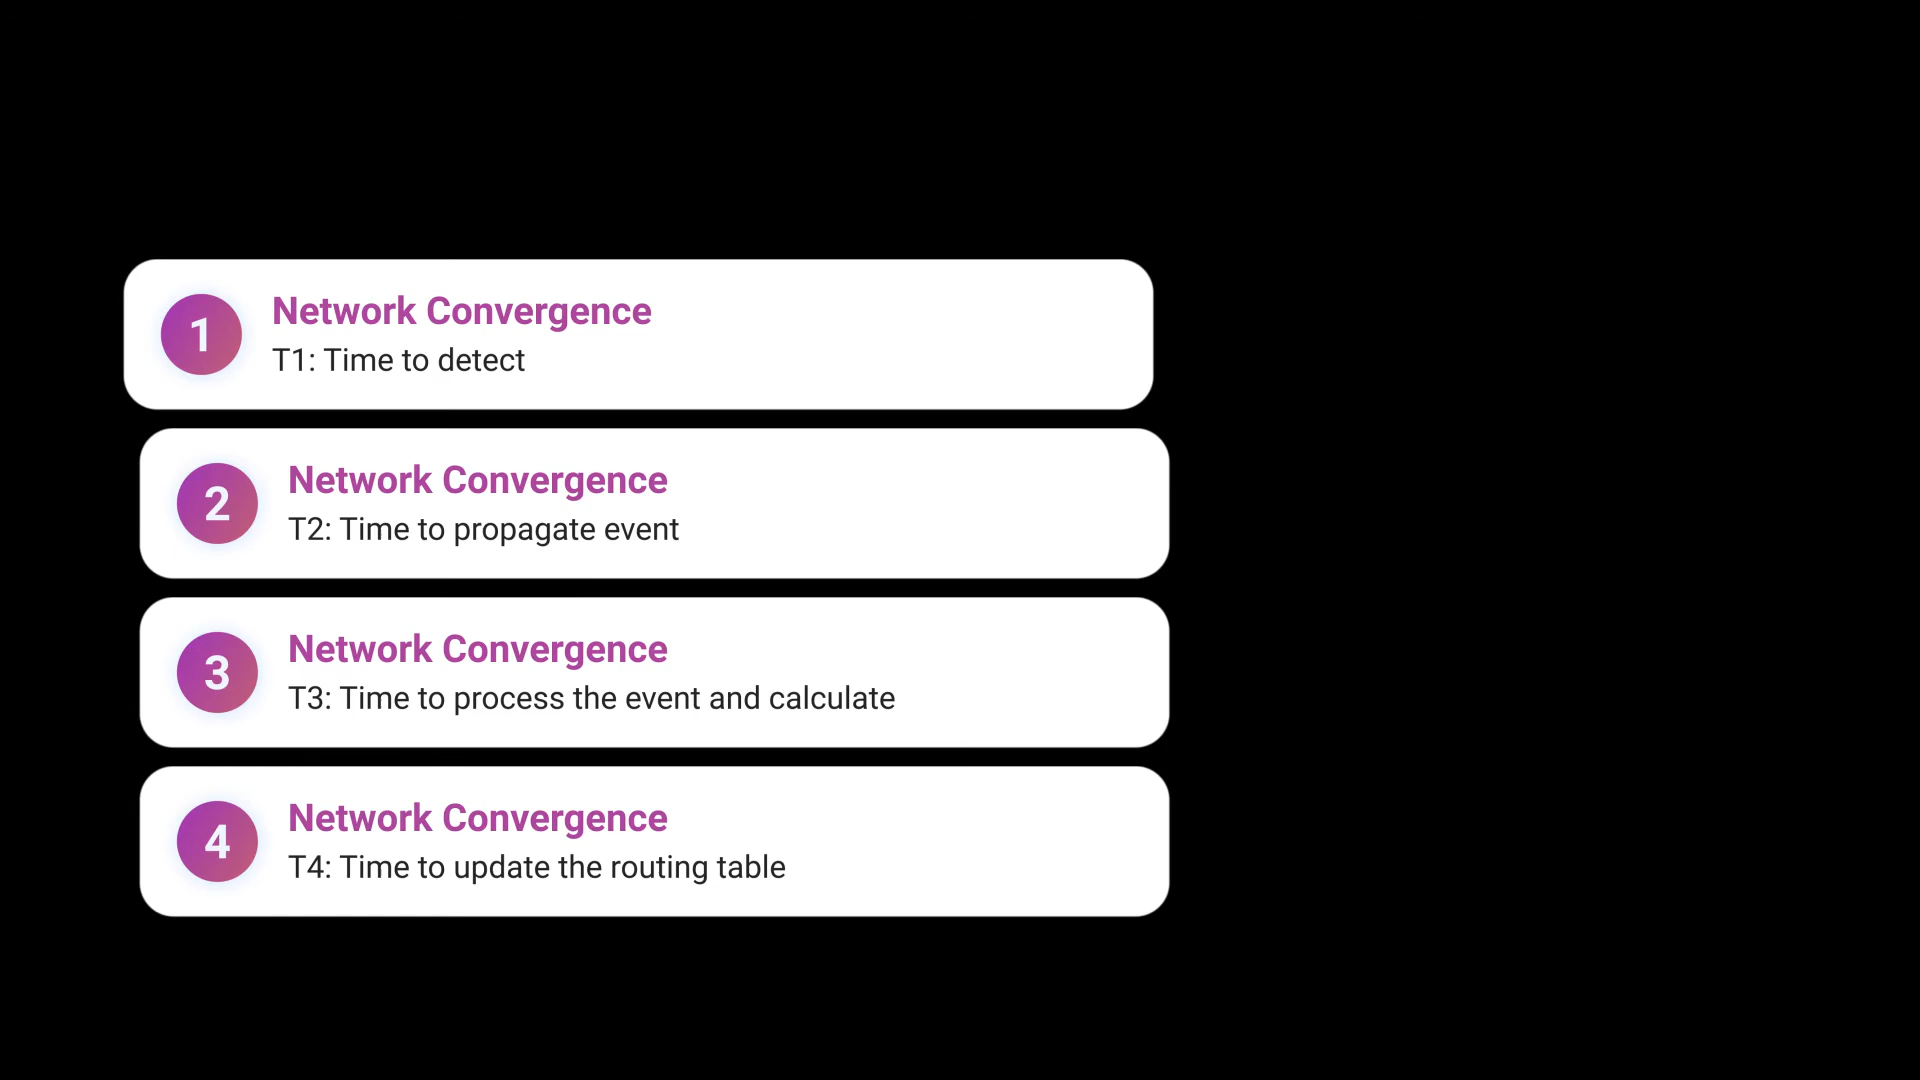 1
Network Convergence
T1: Time to detect
2
Network Convergence
T2: Time to propagate event
3
Network Convergence
T3: Time to process the event and calculate
4
Network Convergence
T4: Time to update the routing table